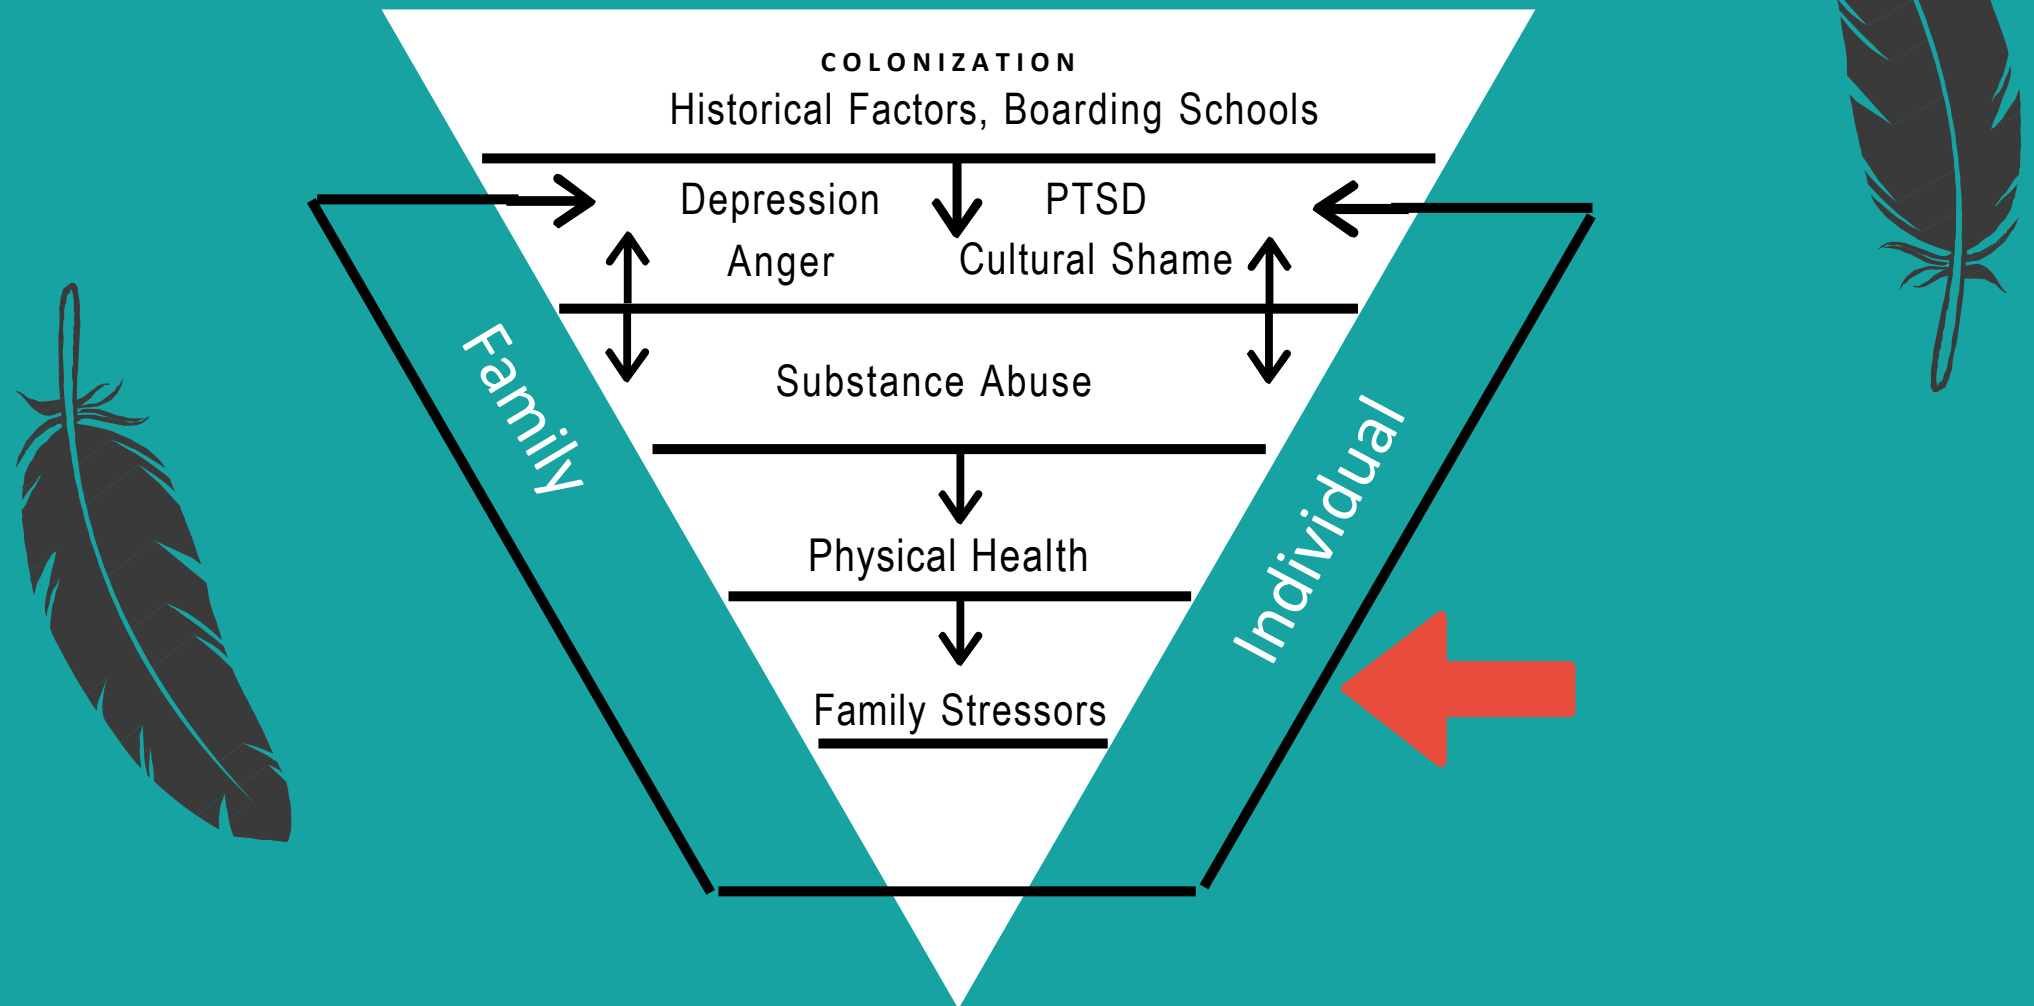 COLONIZATION
Historical Factors, Boarding Schools
Depression PTSD
Anger Cultural Shame
Substance Abuse
Physical Health
Family Stressors
Family
Individual